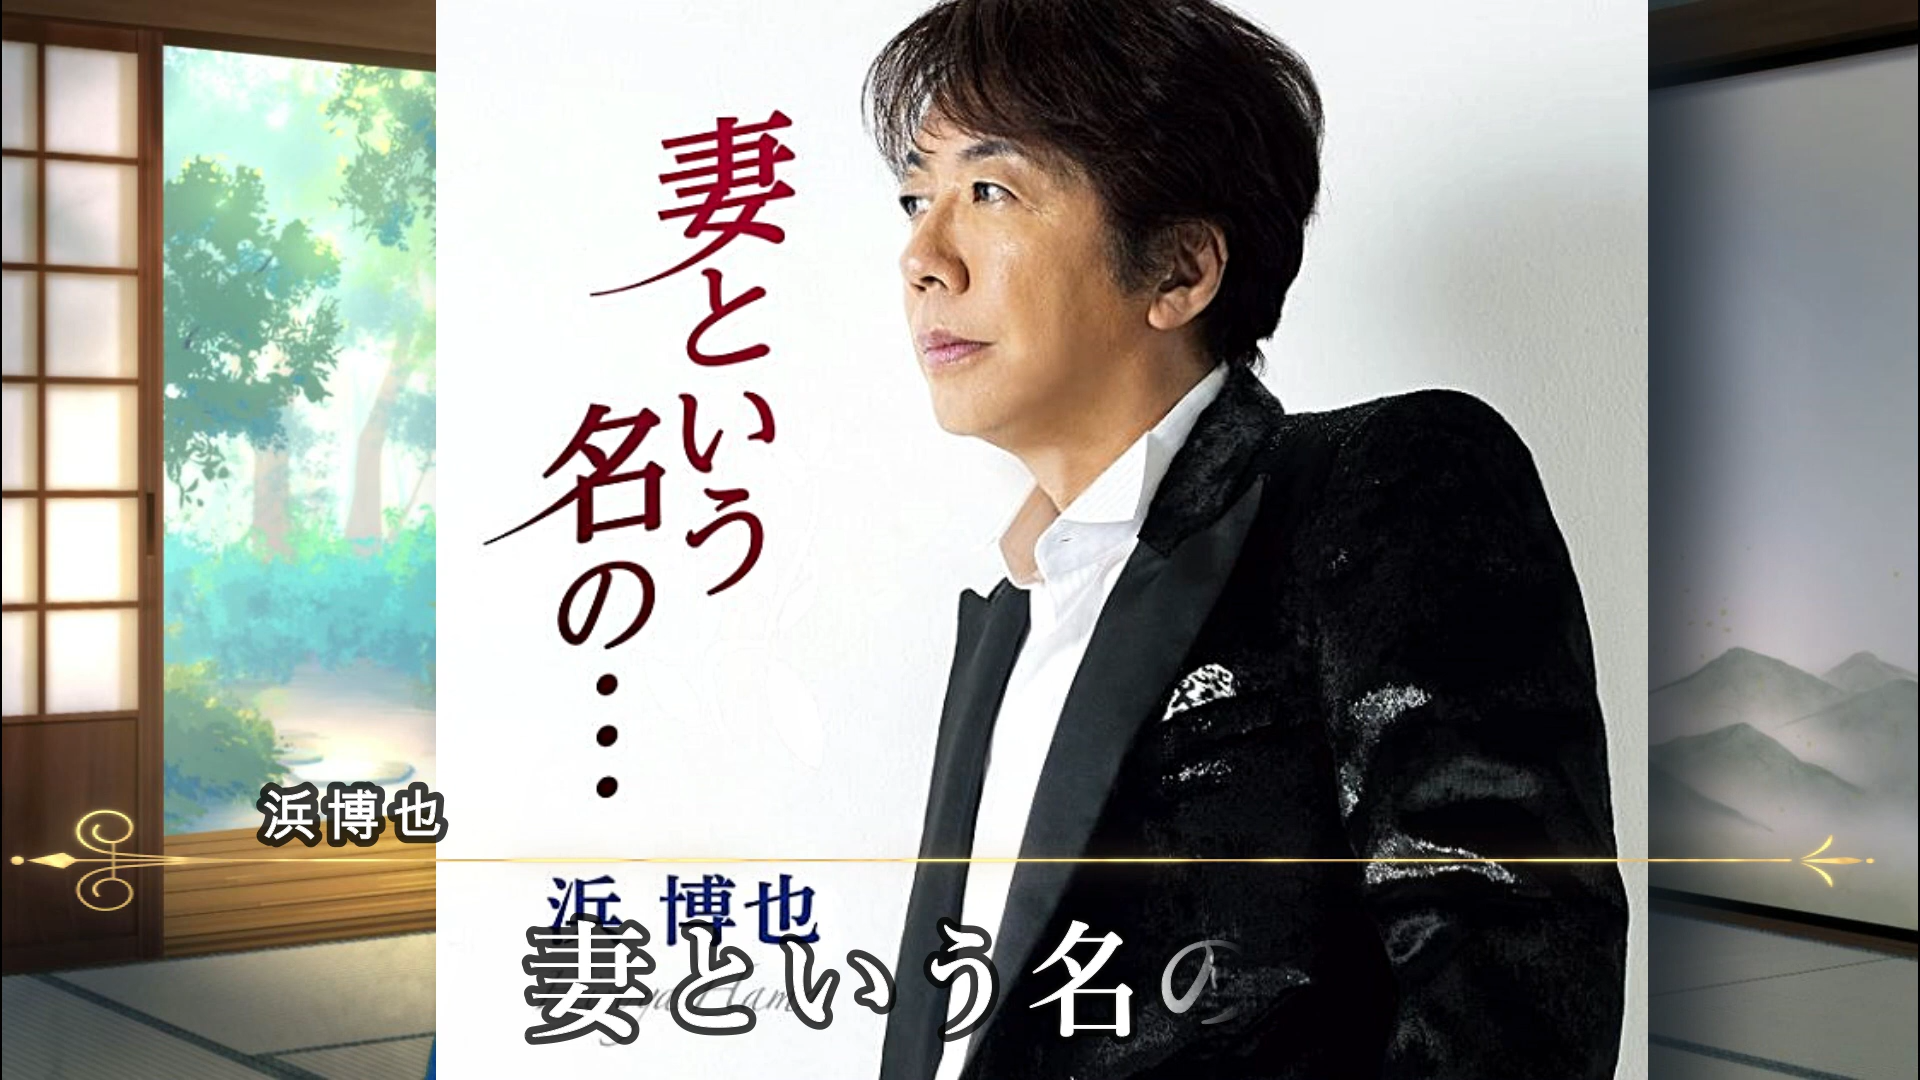 妻という
名の…
浜博也
浜 博也
妻という名の